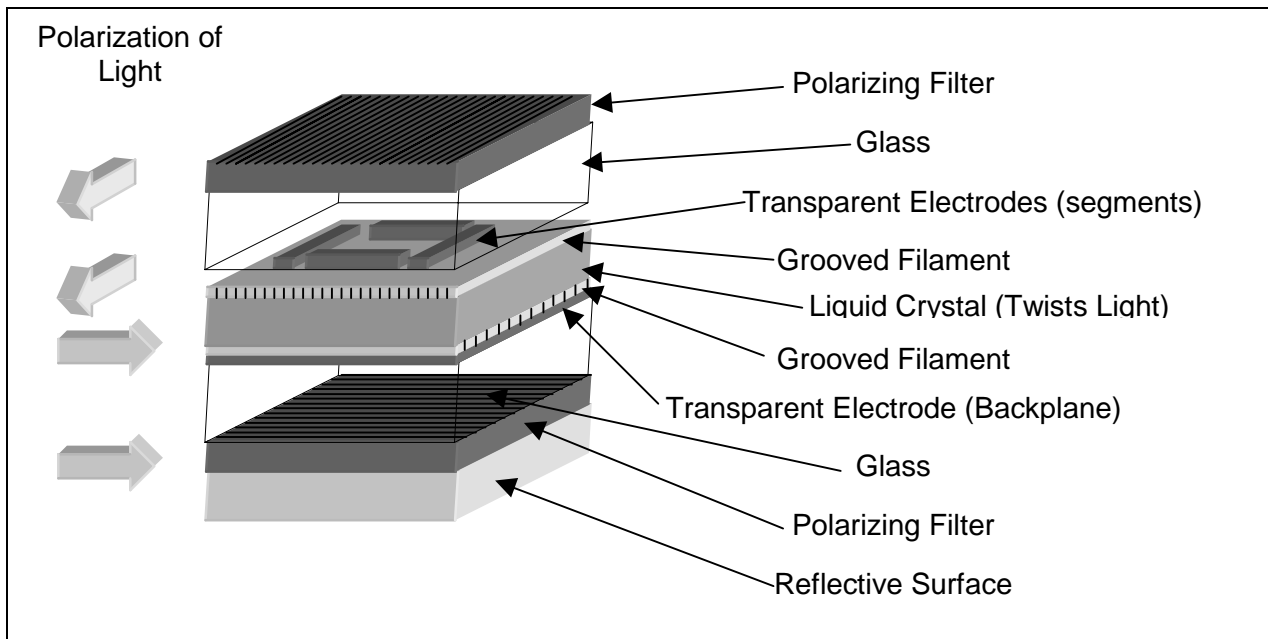 Polarization of
Light
Polarizing Filter
Glass
Transparent Electrodes (segments)
Grooved Filament
Liquid Crystal (Twists Light)
Grooved Filament
Transparent Electrode (Backplane)
Glass
Polarizing Filter
Reflective Surface